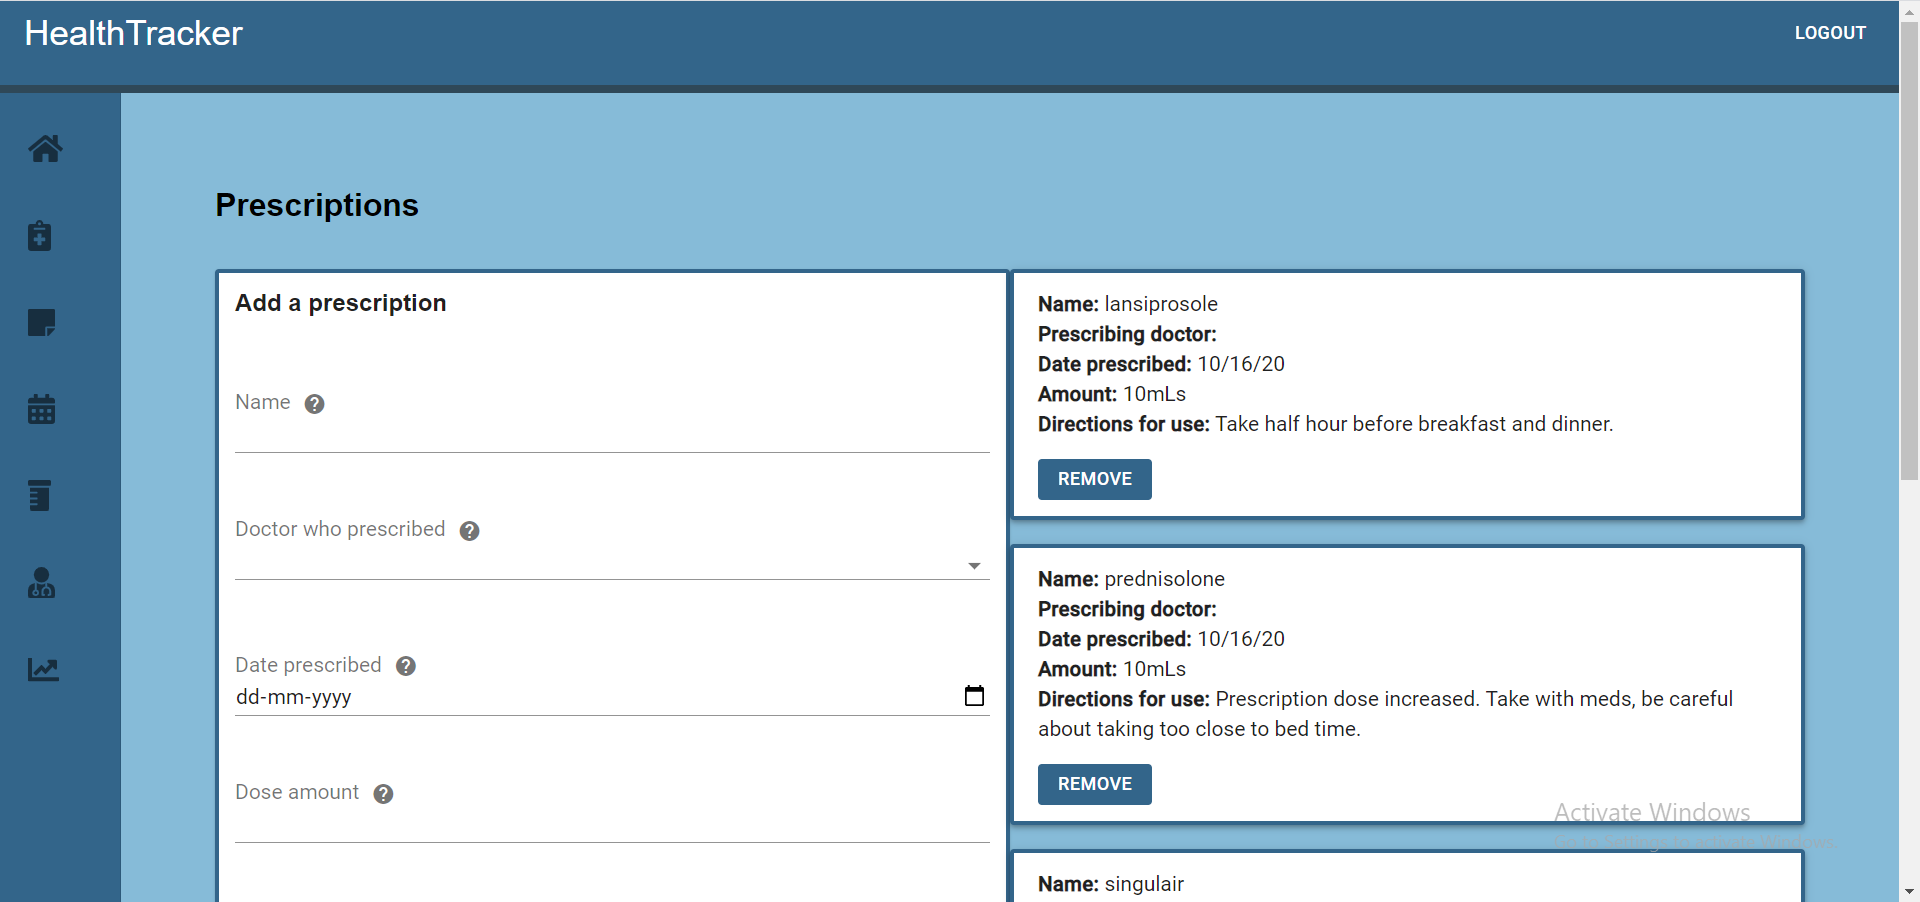 HealthTracker
LOGOUT
Prescriptions
Add a prescription
Name
Doctor who prescribed
Date prescribed
dd-mm-yyyy
Dose amount
Name: lansiprosole
Prescribing doctor:
Date prescribed: 10/16/20
Amount: 10mLs
Directions for use: Take half hour before breakfast and dinner.
REMOVE
Name: prednisolone
Prescribing doctor:
Date prescribed: 10/16/20
Amount: 10mLs
Directions for use: Prescription dose increased. Take with meds, be careful
about taking too close to bed time.
REMOVE
Name: singulair
Activate Windows